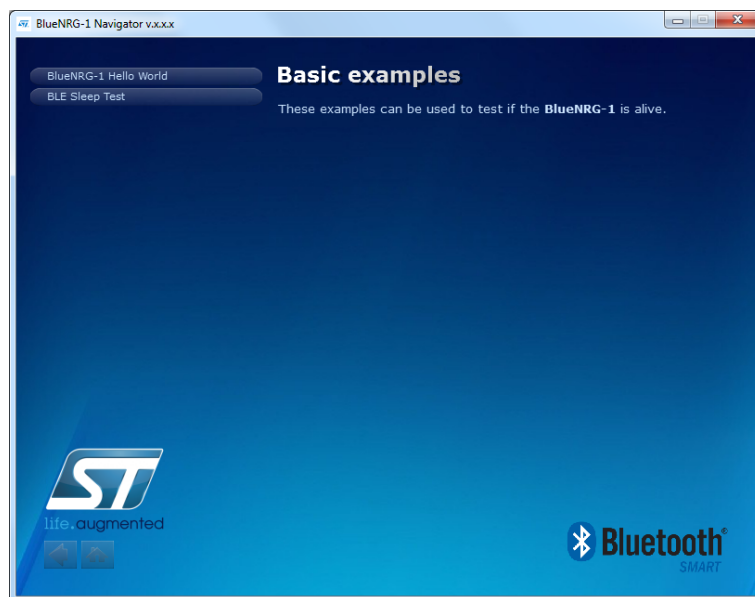 BlueNRG-1 Navigator v.x.x.x
BlueNRG-1 Hello World
BLE Sleep Test
Basic examples
These examples can be used to test if the BlueNRG-1 is alive.
ST
life.augmented
Bluetooth®
SMART